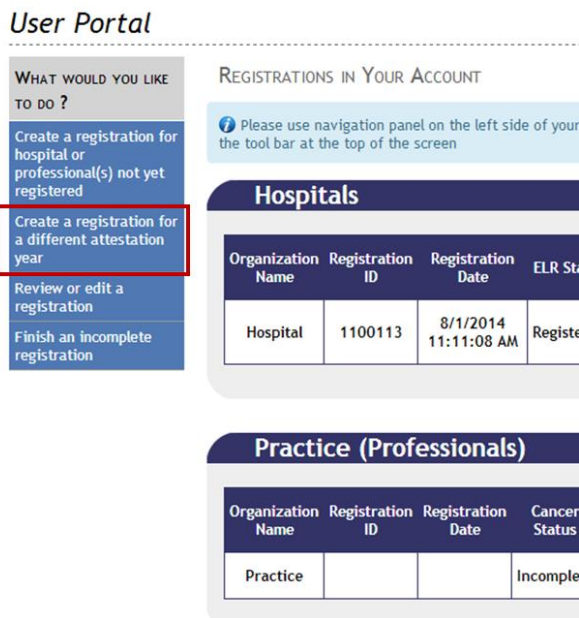 User Portal
WHAT WOULD YOU LIKE
TO DO ?
Create a registration for
hospital or
professional(s) not yet
registered
Create a registration for
a different attestation
year
Review or edit a
registration
Finish an incomplete
registration
REGISTRATIONS IN YOUR ACCOUNT
Please use navigation panel on the left side of your
the tool bar at the top of the screen
Hospitals
Organization Registration Registration ELR Sta
Name ID Date
Hospital 1100113 8/1/2014 Registe
11:11:08 AM
Practice (Professionals)
Organization Registration Registration Cancer
Name ID Date Status
Practice Incomple